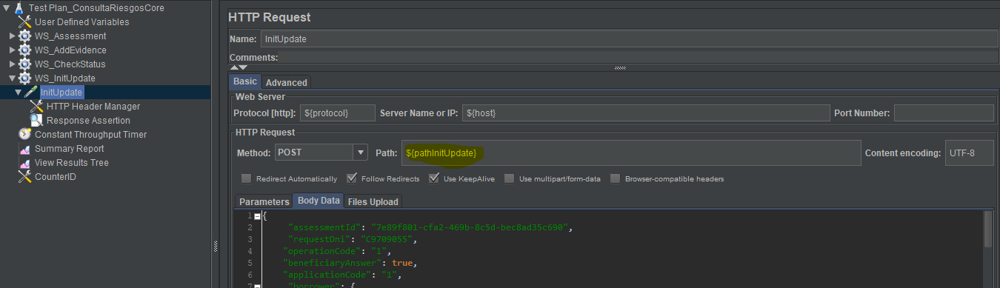 Test Plan_ConsultaRiesgosCore
User Defined Variables
WS_Assessment
WS_AddEvidence
WS_CheckStatus
WS_InitUpdate
InitUpdate
HTTP Header Manager
Response Assertion
Constant Throughput Timer
Summary Report
View Results Tree
CounterID
HTTP Request
Name: InitUpdate
Comments:
Basic Advanced
Web Server
Protocol [http]: ${protocol} Server Name or IP: ${host} Port Number:
HTTP Request
Method: POST Path: ${pathInitUpdate} Content encoding: UTF-8
Redirect Automatically Follow Redirects Use KeepAlive Use multipart/form-data Browser-compatible headers
Parameters Body Data Files Upload
1 {
2 "assessmentId": "7e89f801-cfa2-469b-8c5d-bec8ad35c690",
3 "requestDni": "C9709055",
4 "operationCode": "1",
5 "beneficiaryAnswer": true,
6 "applicationCode": "1",
7 "borrower": {